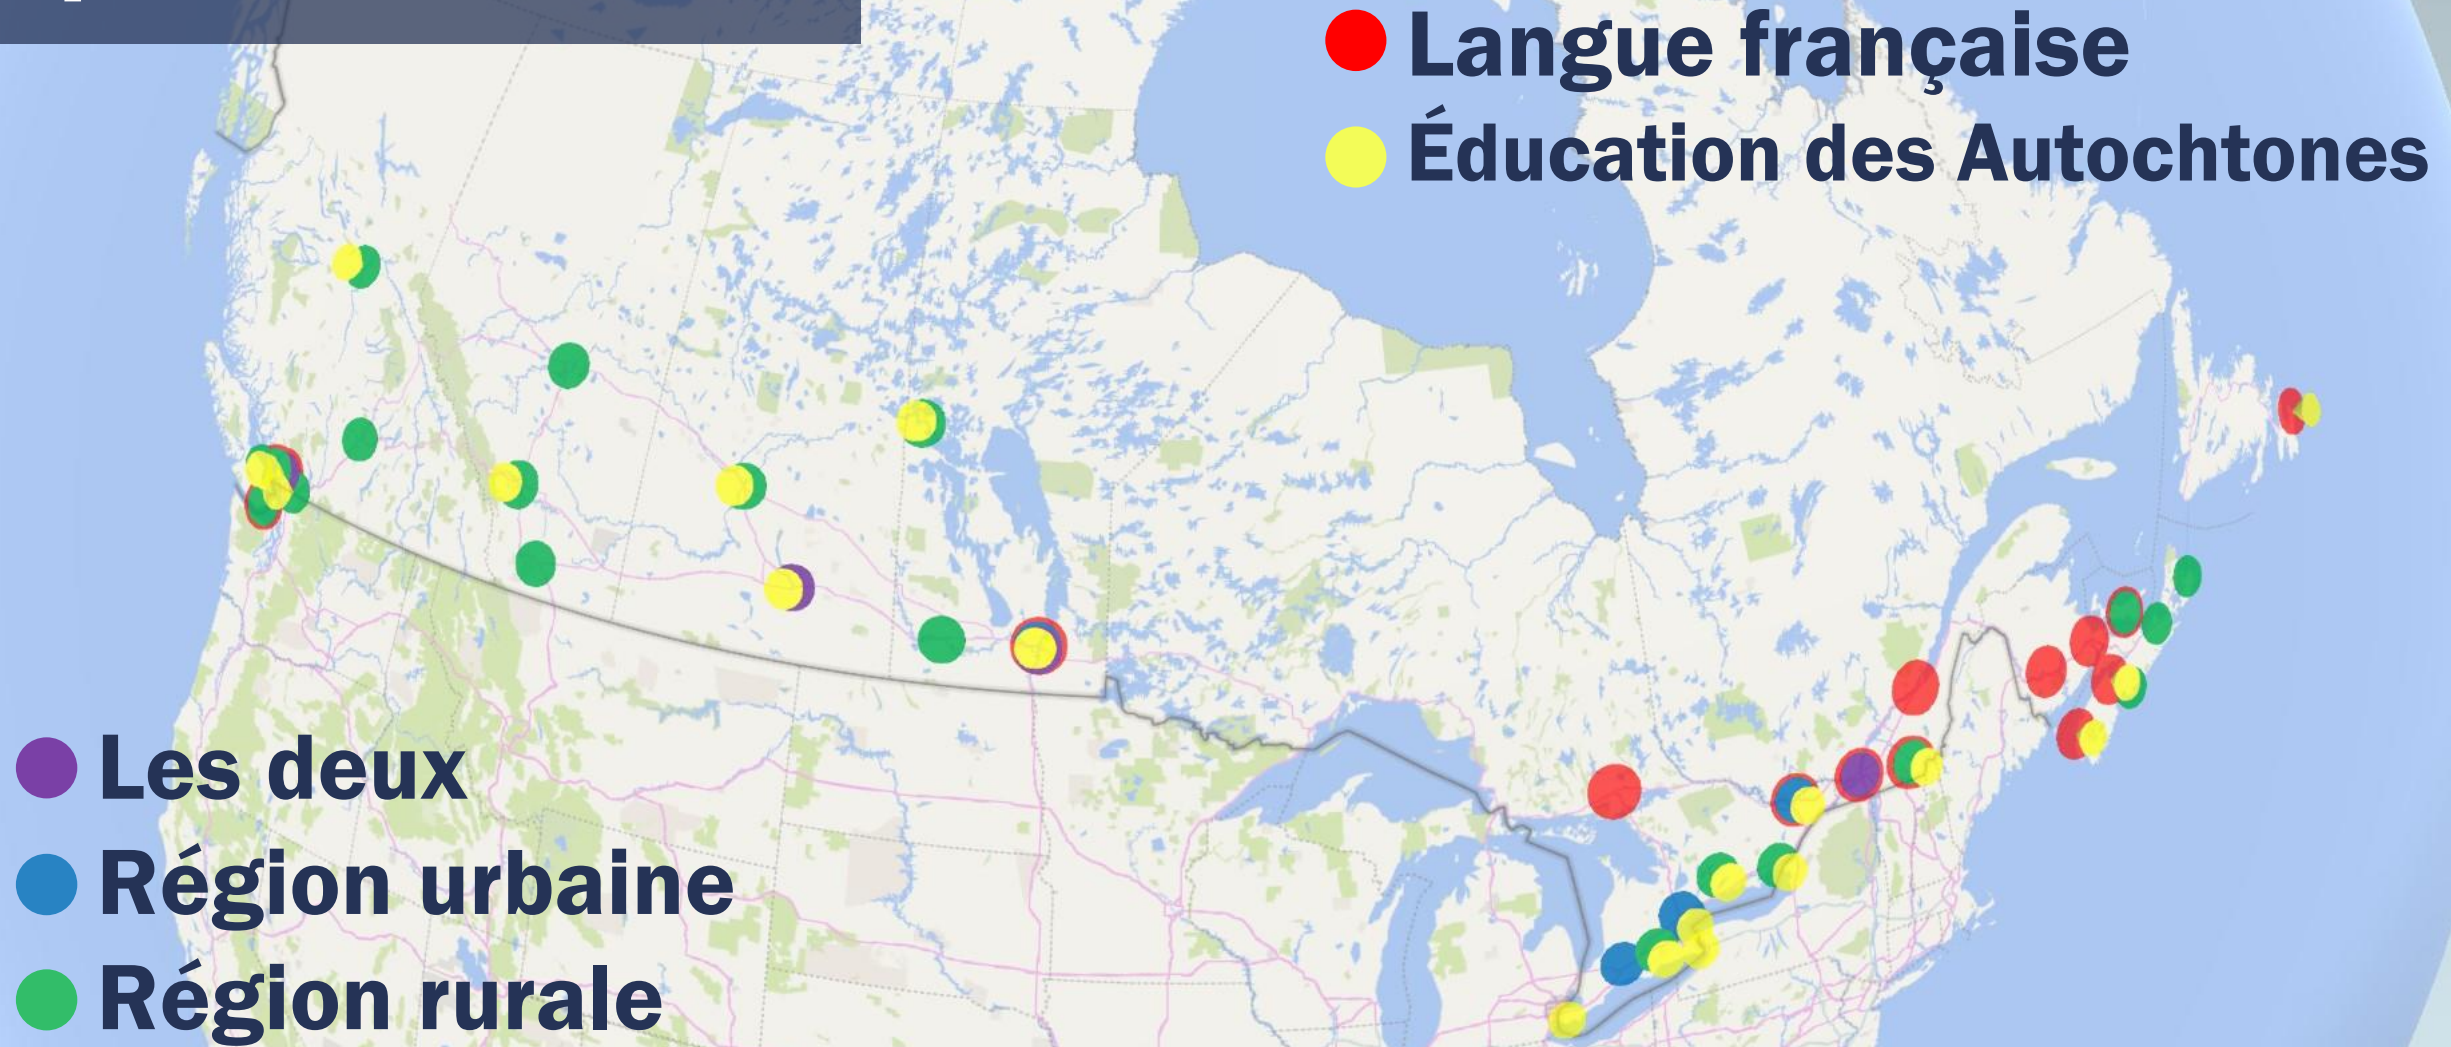 Langue française
Éducation des Autochtones
Les deux
Région urbaine
Région rurale